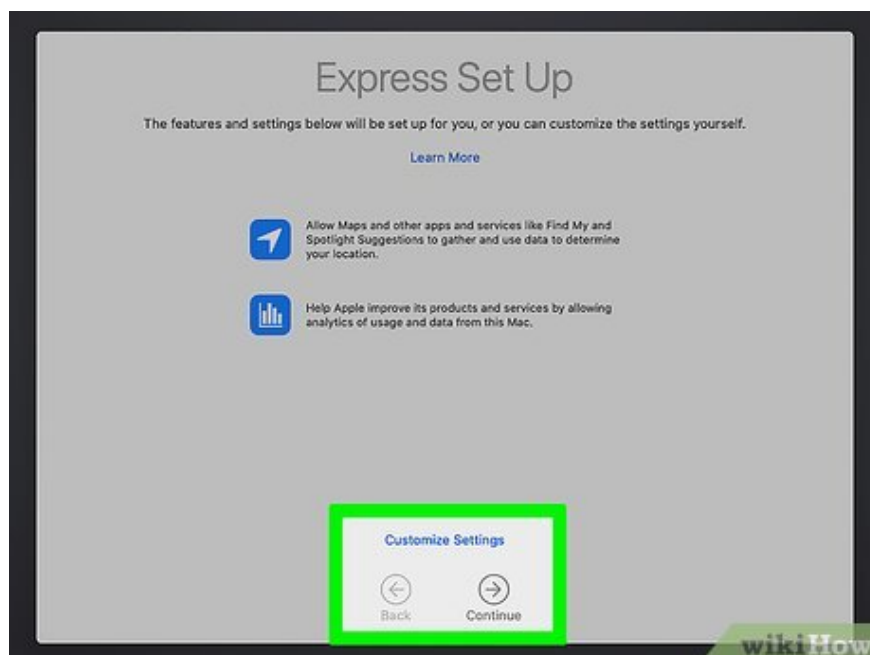 Express Set Up
The features and settings below will be set up for you, or you can customize the settings yourself.
Learn More
Allow Maps and other apps and services like Find My and
Spotlight Suggestions to gather and use data to determine
your location.
Help Apple improve its products and services by allowing
analytics of usage and data from this Mac.
Customize Settings
Back Continue
wikiHow